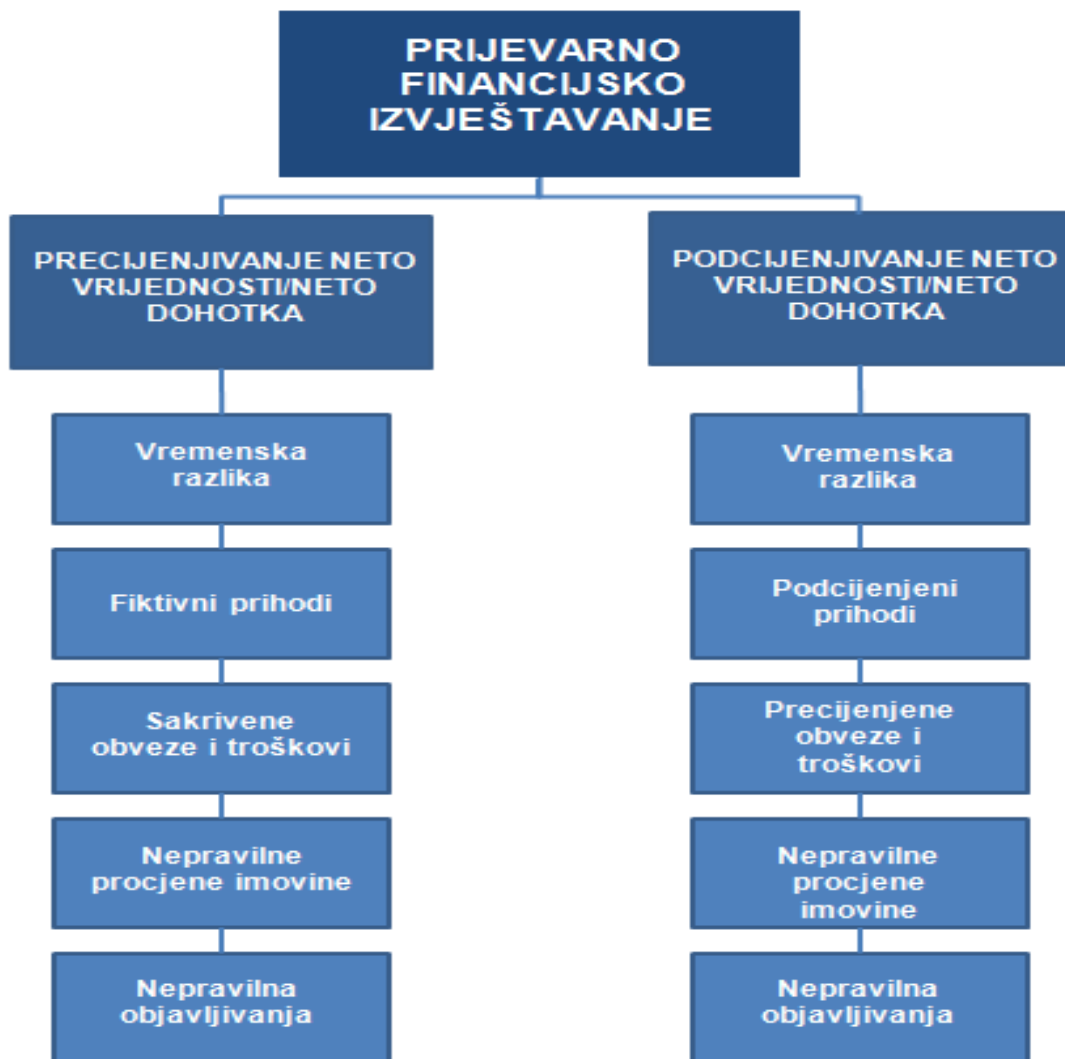 PRIJEVARNO
FINANCIJSKO
IZVJEŠTAVANJE
PRECIJENJIVANJE NETO
VRIJEDNOSTI/NETO
DOHOTKA
Vremenska
razlika
Fiktivni prihodi
Sakrivene
obveze i troškovi
Nepravilne
procjene imovine
Nepravilna
objavljivanja
PODCIJENJIVANJE NETO
VRIJEDNOSTI/NETO
DOHOTKA
Vremenska
razlika
Podcijenjeni
prihodi
Precijenjene
obveze i
troškovi
Nepravilne
procjene
imovine
Nepravilna
objavljivanja